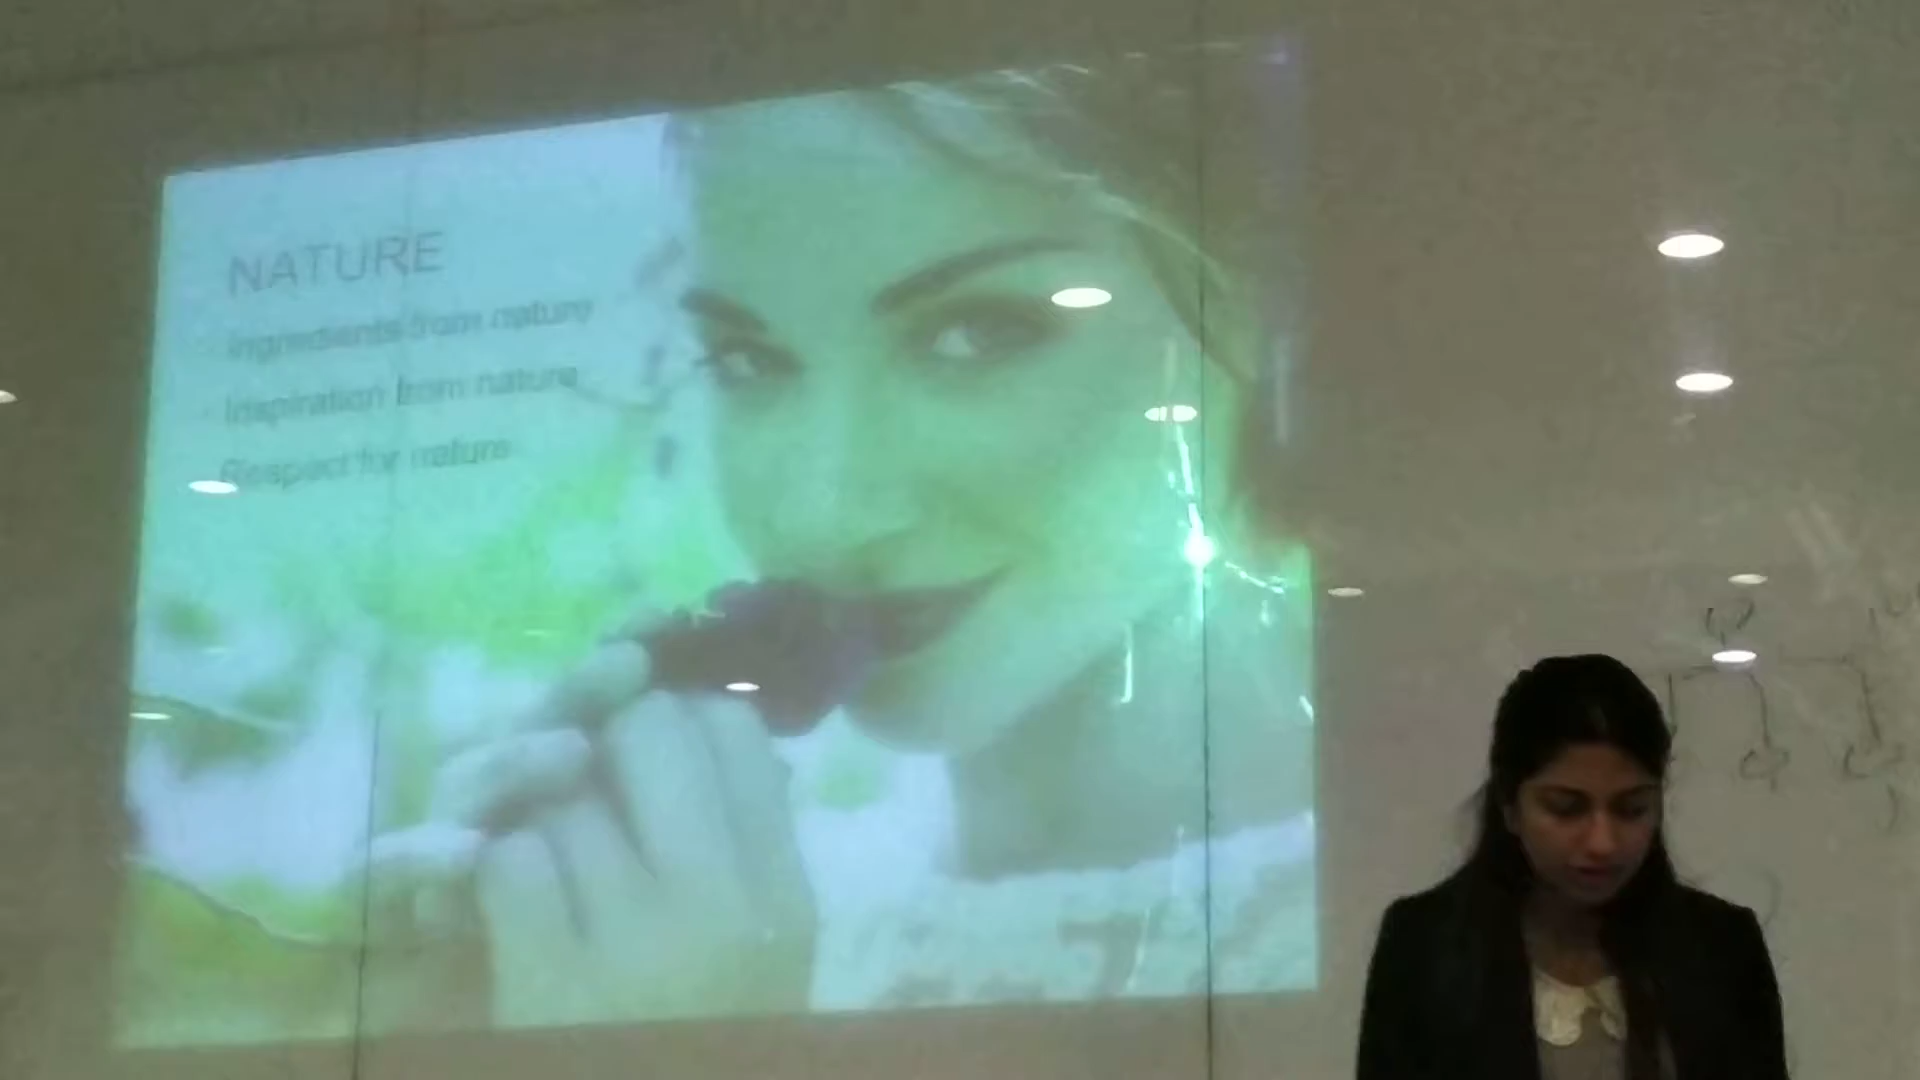 NATURE
Ingredients from nature
Inspiration from nature
Respect for nature